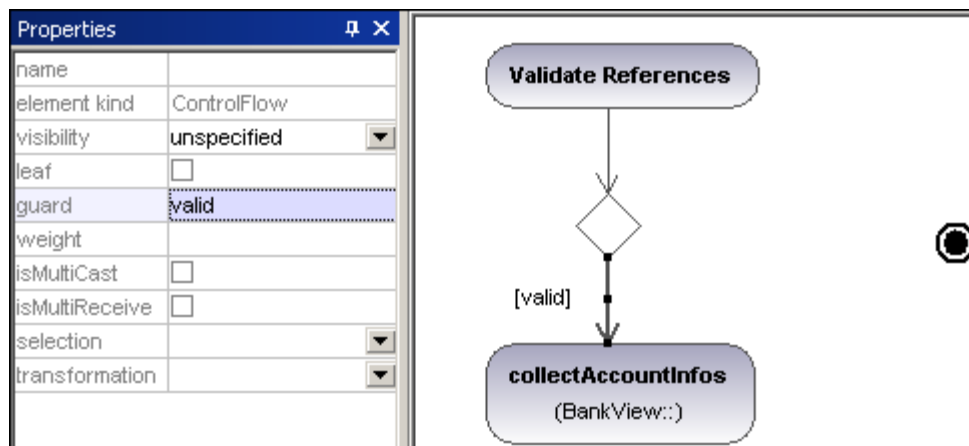 Properties
name
element kind ControlFlow
visibility unspecified
leaf
guard valid
weight
isMultiCast
isMultiReceive
selection
transformation
Validate References
[valid]
collectAccountInfos
(BankView::)